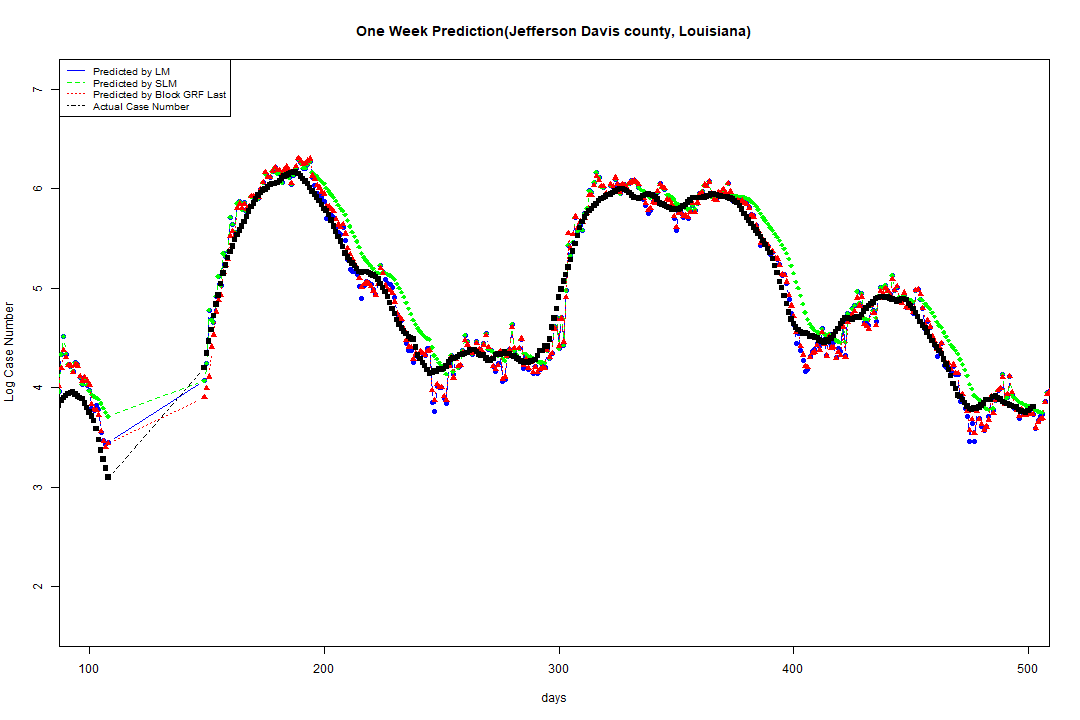 One Week Prediction(Jefferson Davis county, Louisiana)
Predicted by LM
Predicted by SLM
Predicted by Block GRF Last
Actual Case Number
7
6
5
4
3
2
Log Case Number
100 200 300 400 500
days